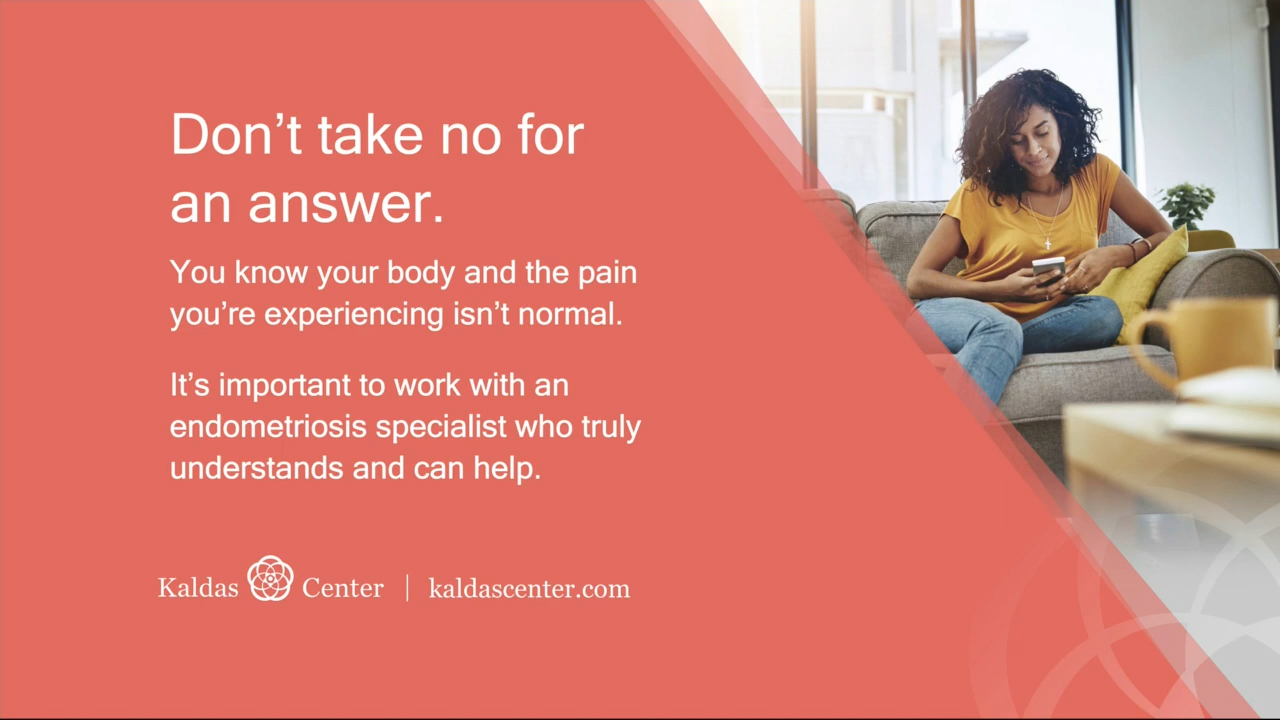 Don’t take no for
an answer.
You know your body and the pain
you’re experiencing isn’t normal.
It’s important to work with an
endometriosis specialist who truly
understands and can help.
Kaldas Center | kaldascenter.com